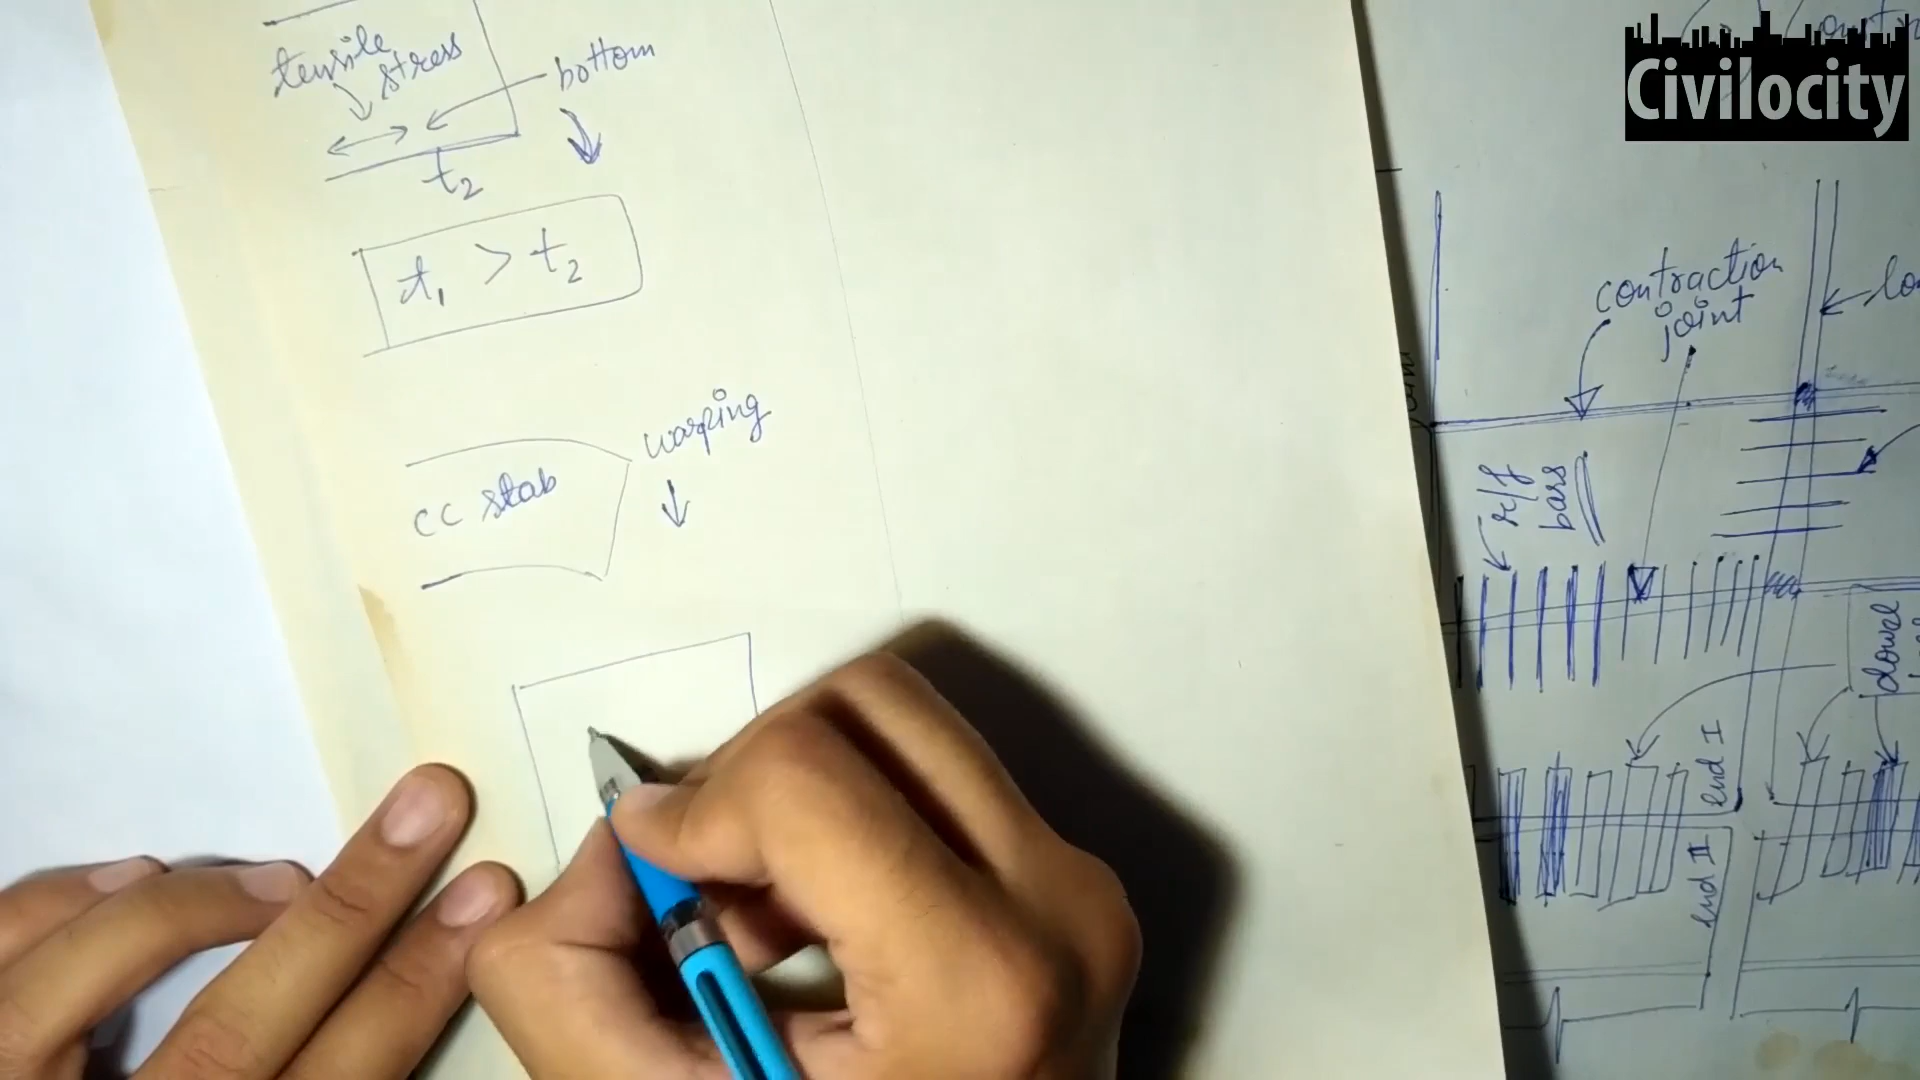 tensile
stress
bottom
t2
t1 > t2
warping
CC slab
Civilocity
contraction
joint
r/f
bars
dowel
end I
end II